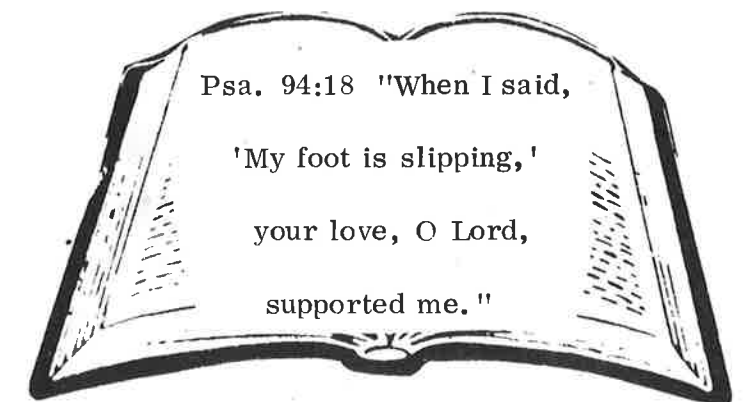 Psa. 94:18 "When I said,
'My foot is slipping,'
your love, O Lord,
supported me."